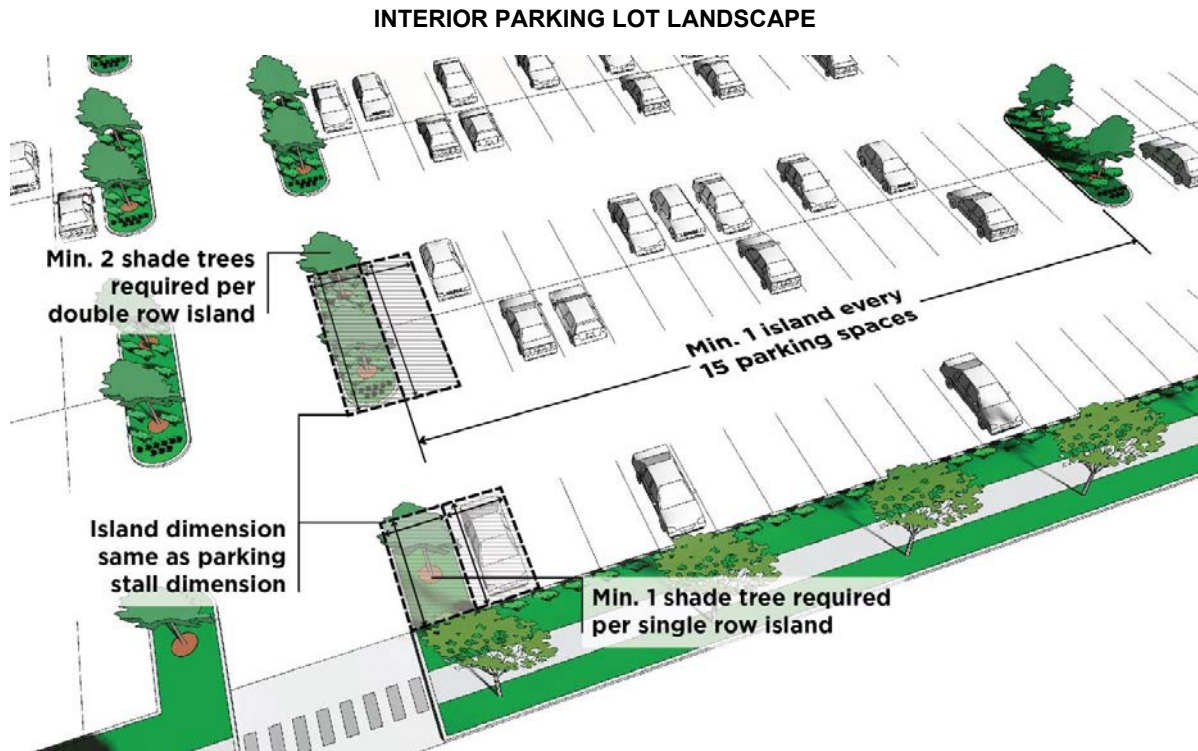 INTERIOR PARKING LOT LANDSCAPE
Min. 2 shade trees
required per
double row island
Min. 1 island every
15 parking spaces
Island dimension
same as parking
stall dimension
Min. 1 shade tree required
per single row island